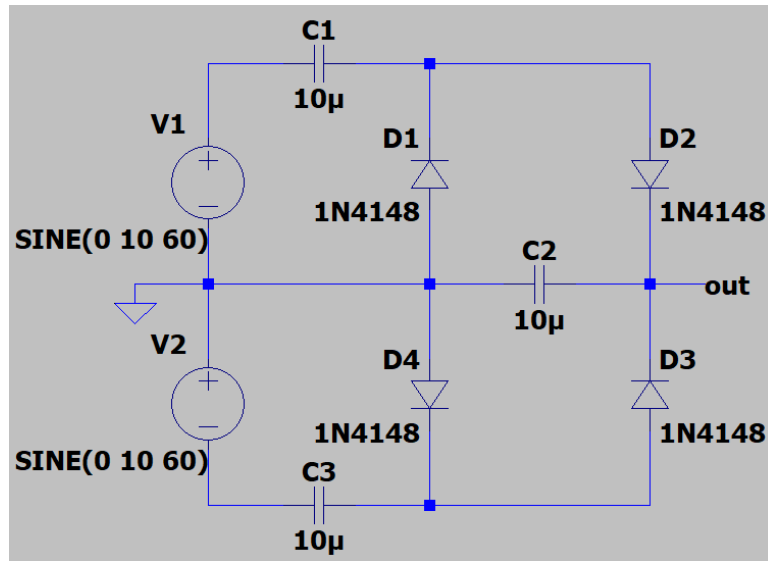 C1
10µ
V1
D1
D2
1N4148
1N4148
SINE(0 10 60)
C2
out
10µ
V2
D4
D3
1N4148
1N4148
SINE(0 10 60)
C3
10µ